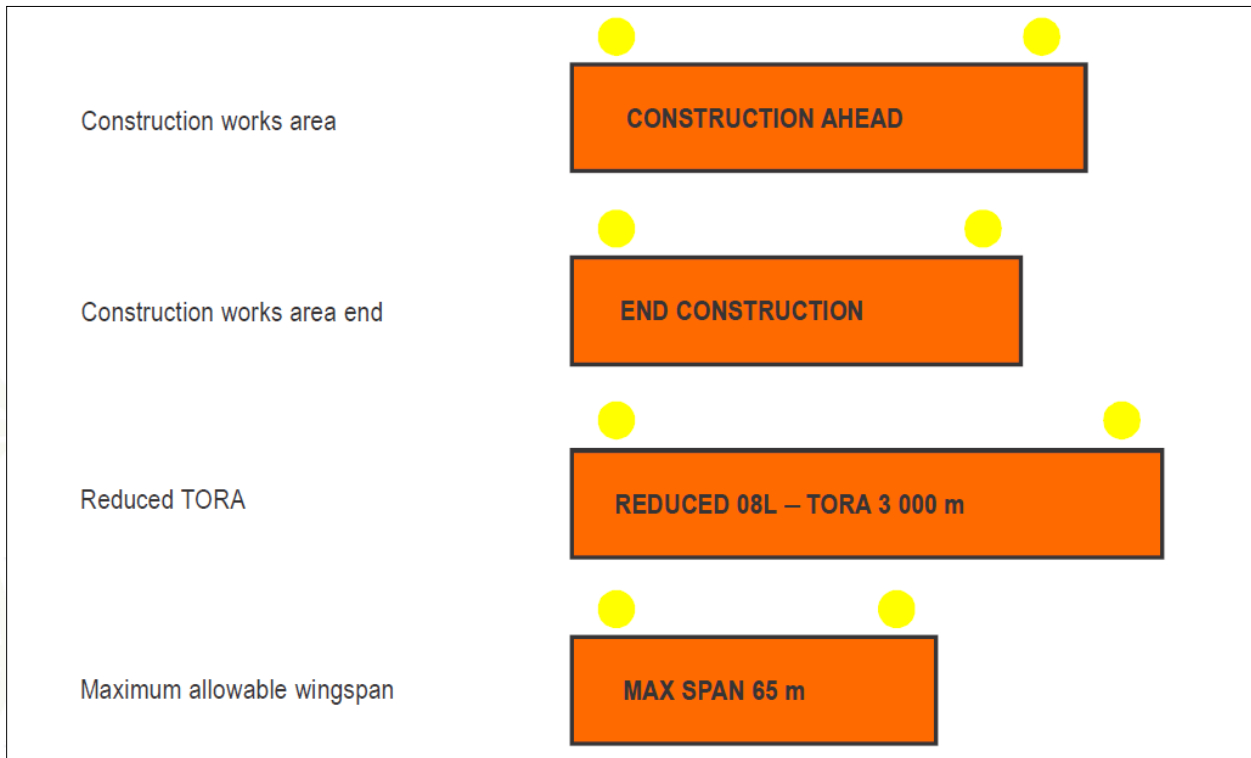 Construction works area
CONSTRUCTION AHEAD
Construction works area end
END CONSTRUCTION
Reduced TORA
REDUCED 08L – TORA 3 000 m
Maximum allowable wingspan
MAX SPAN 65 m